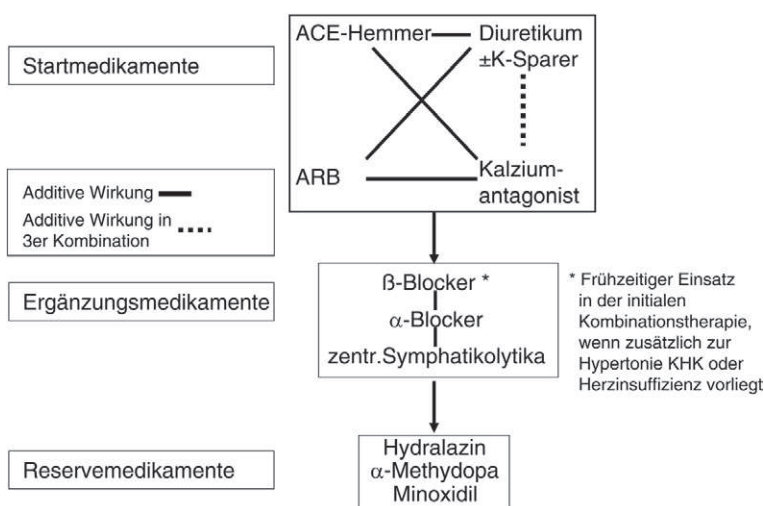 Startmedikamente
ACE-Hemmer
Diuretikum
±K-Sparer
ARB
Kalzium-
antagonist
Additive Wirkung
Additive Wirkung in
3er Kombination
Ergänzungsmedikamente
ß-Blocker *
α-Blocker
zentr.Symphatikolytika
* Frühzeitiger Einsatz
in der initialen
Kombinationstherapie,
wenn zusätzlich zur
Hypertonie KHK oder
Herzinsuffizienz vorliegt
Reservemedikamente
Hydralazin
α-Methydopa
Minoxidil